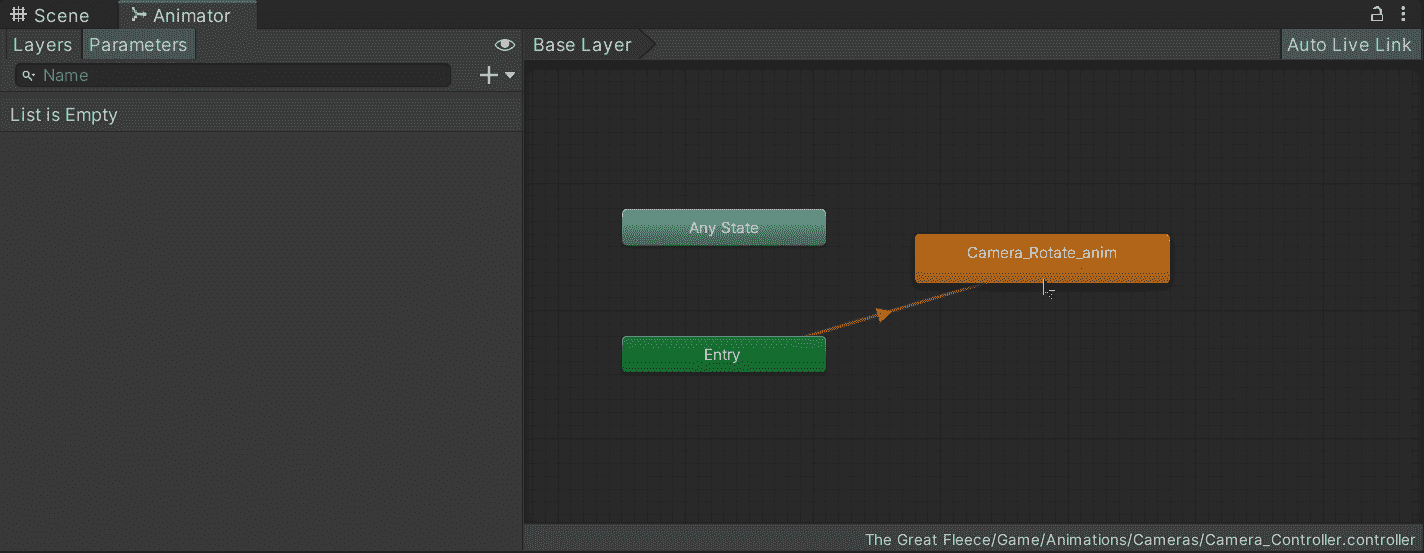 Scene Animator
Layers Parameters
Base Layer
Auto Live Link
Name
List is Empty
Any State
Camera_Rotate_anim
Entry
The Great Fleece/Game/Animations/Cameras/Camera_Controller.controller